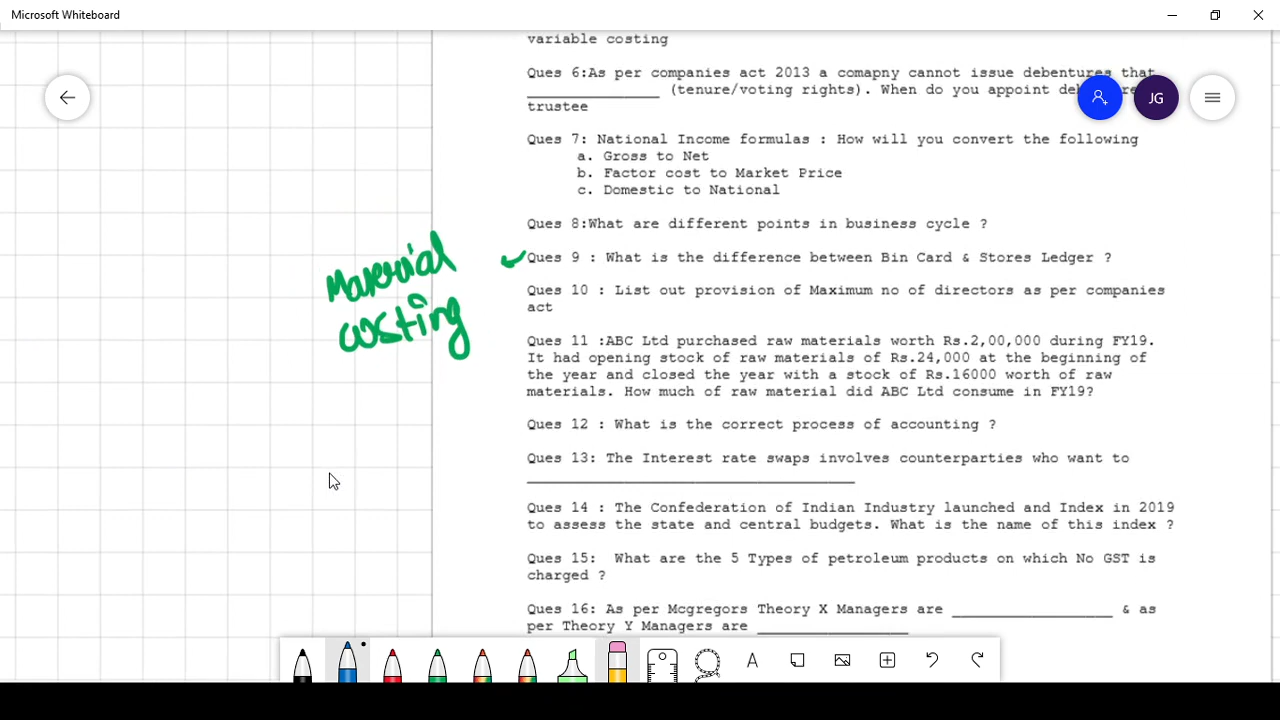 Microsoft Whiteboard
variable costing
Ques 6:As per companies act 2013 a comapny cannot issue debentures that
_______________ (tenure/voting rights). When do you appoint
trustee
JG
Ques 7: National Income formulas : How will you convert the following
a. Gross to Net
b. Factor cost to Market Price
c. Domestic to National
Ques 8:What are different points in business cycle ?
Material
costing
Ques 9 : What is the difference between Bin Card & Stores Ledger ?
Ques 10 : List out provision of Maximum no of directors as per companies
act
Ques 11 :ABC Ltd purchased raw materials worth Rs.2,00,000 during FY19.
It had opening stock of raw materials of Rs.24,000 at the beginning of
the year and closed the year with a stock of Rs.16000 worth of raw
materials. How much of raw material did ABC Ltd consume in FY19?
Ques 12 : What is the correct process of accounting ?
Ques 13: The Interest rate swaps involves counterparties who want to
_____________________________________
Ques 14 : The Confederation of Indian Industry launched and Index in 2019
to assess the state and central budgets. What is the name of this index ?
Ques 15:  What are the 5 Types of petroleum products on which No GST is
charged ?
Ques 16: As per Mcgregors Theory X Managers are __________________ & as
per Theory Y Managers are _________________
A